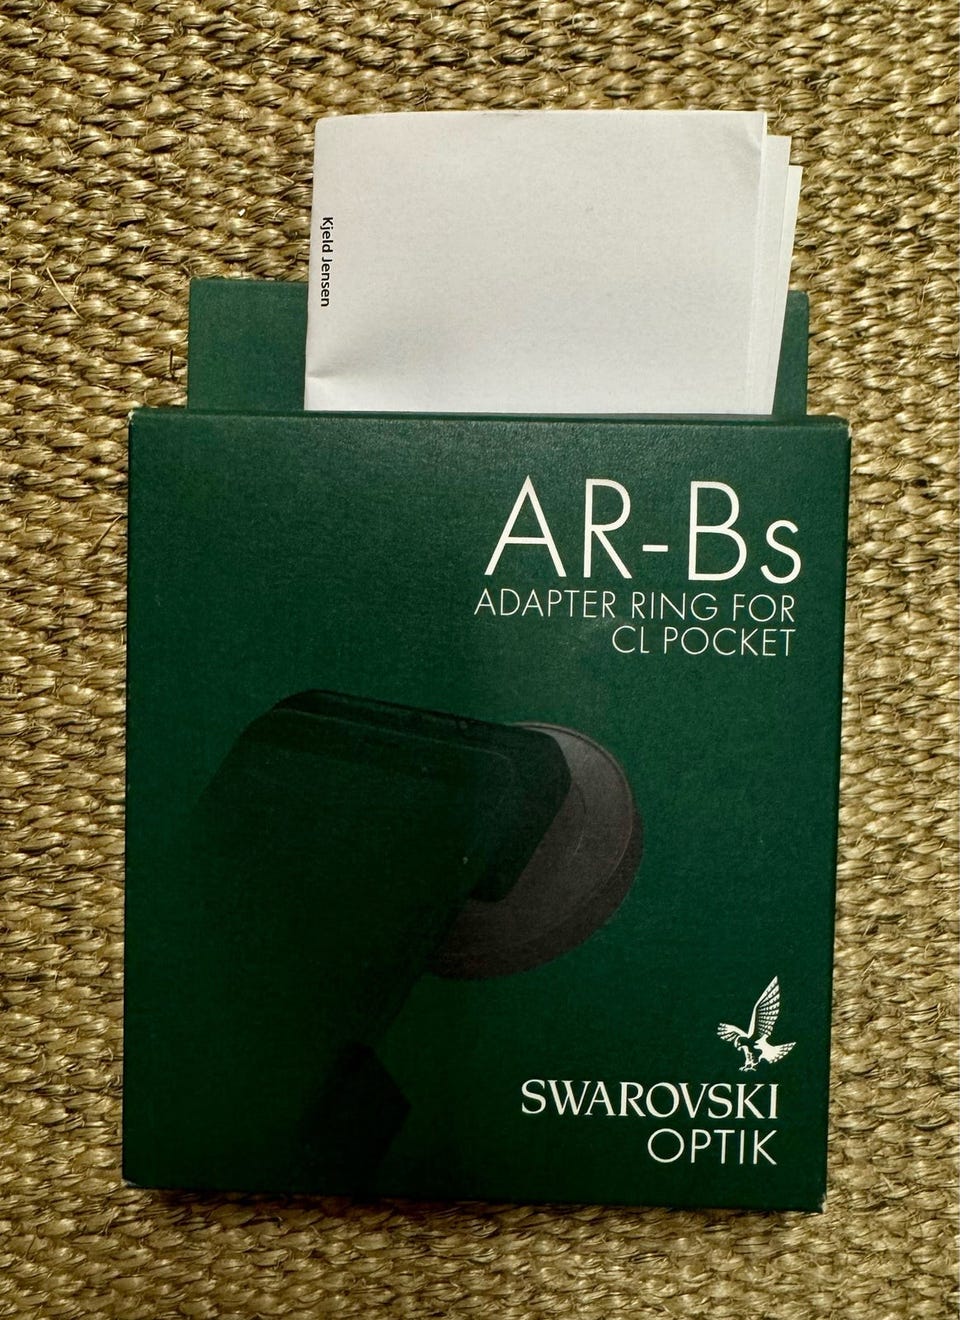 Kjeld Jensen
AR-Bs
ADAPTER RING FOR
CL POCKET
SWAROVSKI
OPTIK